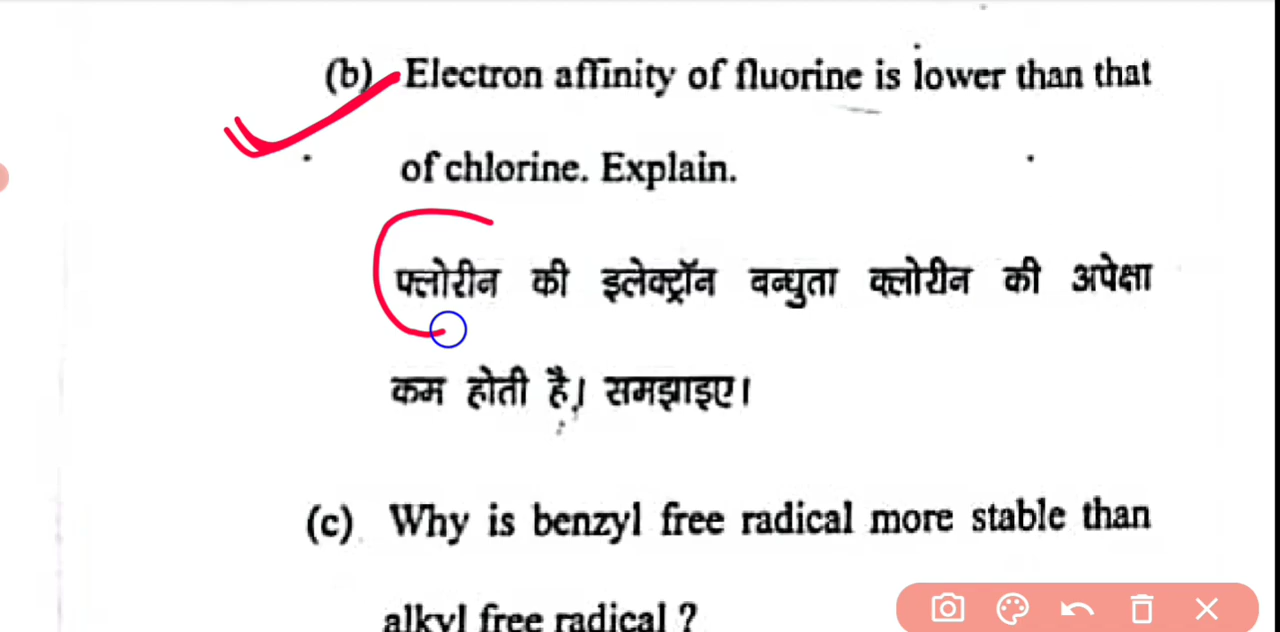 (b) Electron affinity of fluorine is lower than that
of chlorine. Explain.
फ्लोरीन की इलेक्ट्रॉन बन्धुता क्लोरीन की अपेक्षा
कम होती है। समझाइए।
(c) Why is benzyl free radical more stable than
alkyl free radical ?